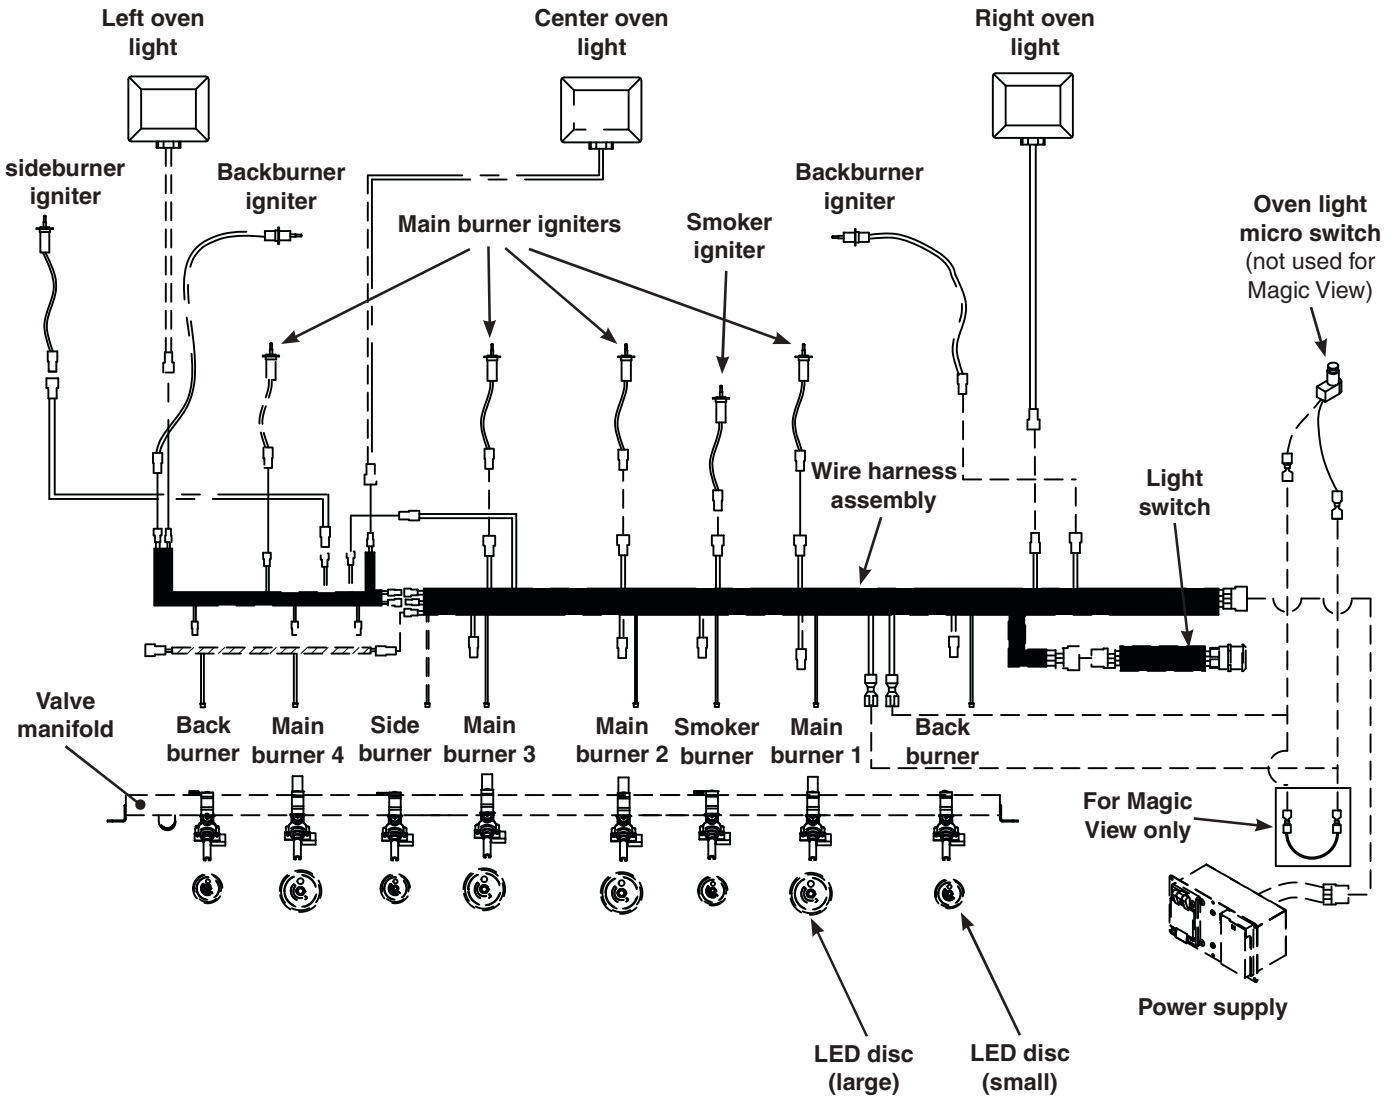 Left oven
light
Center oven
light
Right oven
light
sideburner
igniter
Backburner
igniter
Main burner igniters
Smoker
igniter
Backburner
igniter
Oven light
micro switch
(not used for
Magic View)
Wire harness
assembly
Light
switch
Valve
manifold
Back
burner
Main
burner 4
Side
burner
Main
burner 3
Main
burner 2
Smoker
burner
Main
burner 1
Back
burner
For Magic
View only
Power supply
LED disc
(large)
LED disc
(small)